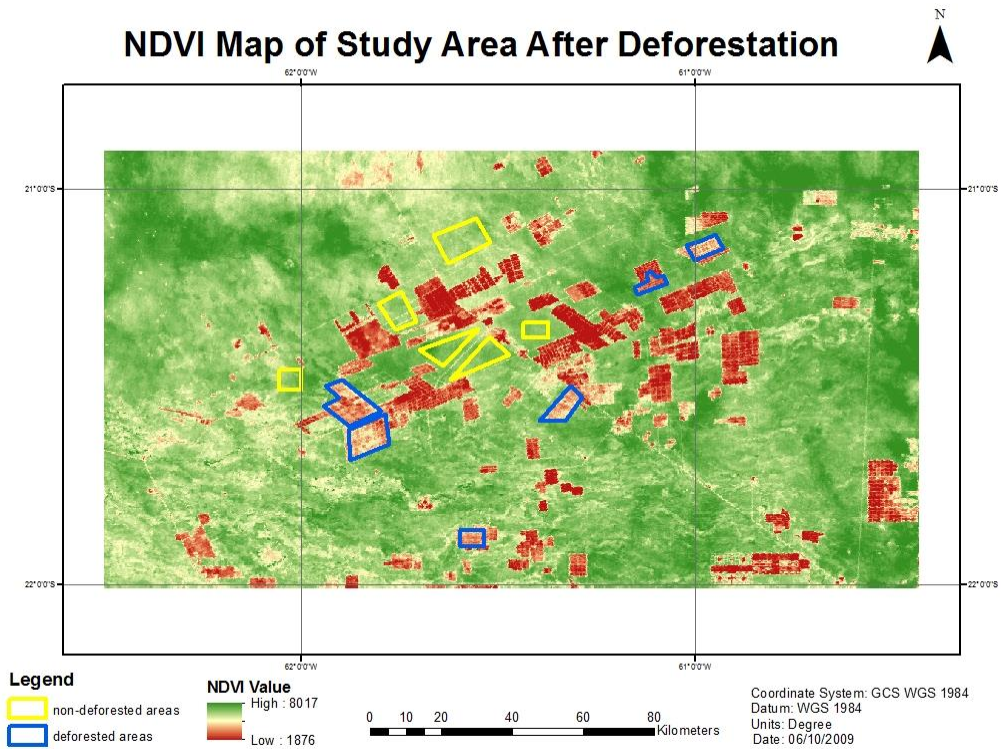 NDVI Map of Study Area After Deforestation
N
62°0'0"W 61°0'0"W
21°0'0"S 21°0'0"S
22°0'0"S 22°0'0"S
62°0'0"W 61°0'0"W
Legend
non-deforested areas
deforested areas
NDVI Value
High : 8017
Low : 1876
0 10 20 40 60 80
Kilometers
Coordinate System: GCS WGS 1984
Datum: WGS 1984
Units: Degree
Date: 06/10/2009